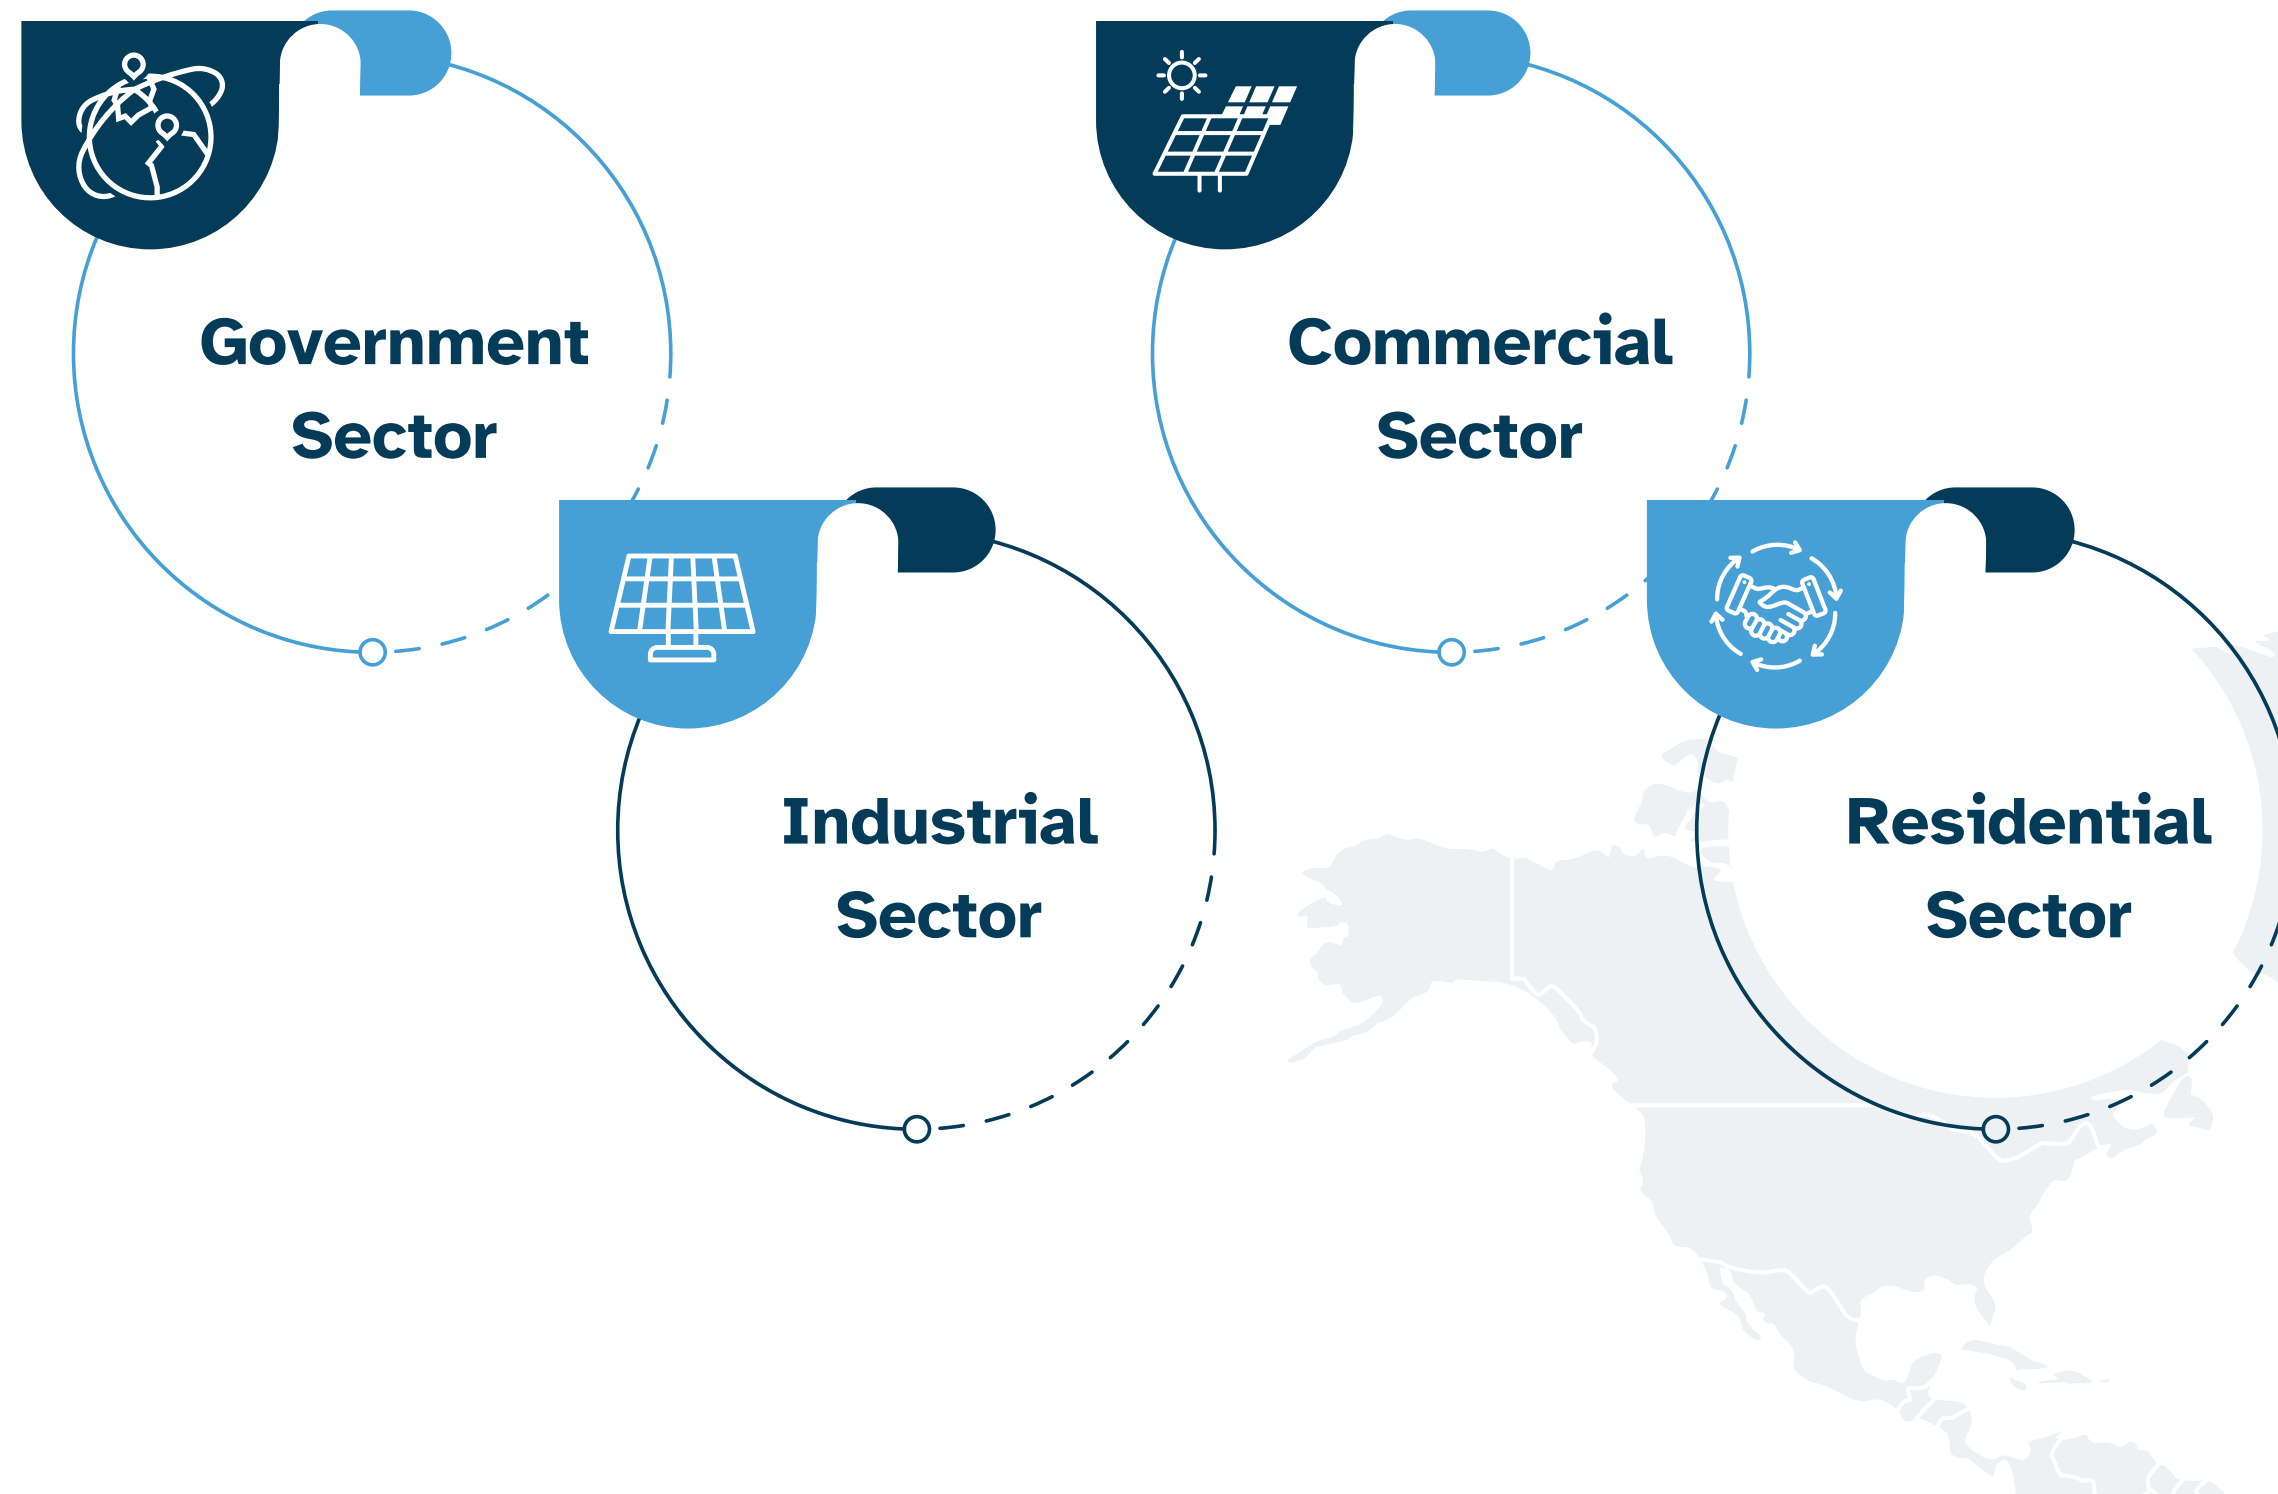 Government
Sector
Commercial
Sector
Industrial
Sector
Residential
Sector